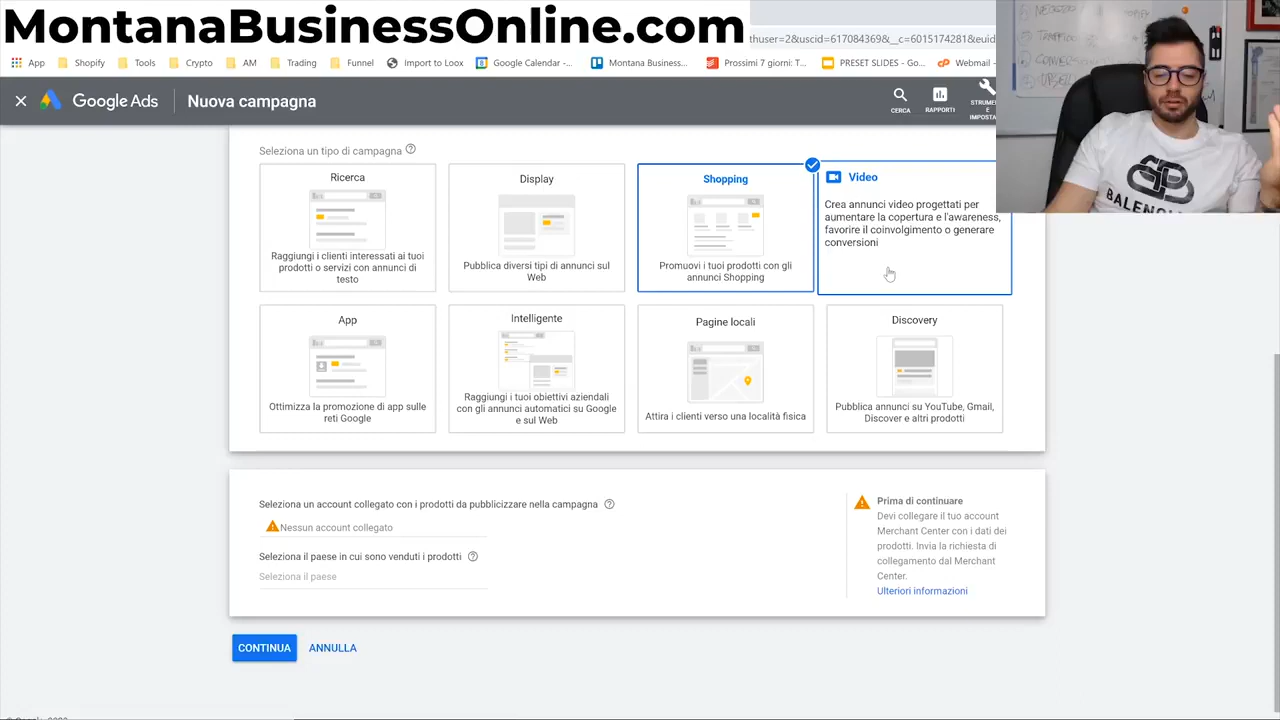 MontanaBusinessOnline.com
thuser=2&uscid=617084369&__c=6015174281&euid
App Shopify Tools Crypto AM Trading Funnel Import to Loox Google Calendar -... Montana Business... Prossimi 7 giorni: T... PRESET SLIDES - Go... Webmail -
Google Ads Nuova campagna
CERCA
RAPPORTI
STRUME
E
IMPOSTA
BALENCI
Seleziona un tipo di campagna
Ricerca
Raggiungi i clienti interessati ai tuoi
prodotti o servizi con annunci di
testo
Display
Pubblica diversi tipi di annunci sul
Web
Shopping
Promuovi i tuoi prodotti con gli
annunci Shopping
Video
Crea annunci video progettati per
aumentare la copertura e l'awareness,
favorire il coinvolgimento o generare
conversioni
App
Ottimizza la promozione di app sulle
reti Google
Intelligente
Raggiungi i tuoi obiettivi aziendali
con gli annunci automatici su Google
e sul Web
Pagine locali
Attira i clienti verso una località fisica
Discovery
Pubblica annunci su YouTube, Gmail,
Discover e altri prodotti
Seleziona un account collegato con i prodotti da pubblicizzare nella campagna
Nessun account collegato
Seleziona il paese in cui sono venduti i prodotti
Seleziona il paese
Prima di continuare
Devi collegare il tuo account
Merchant Center con i dati dei
prodotti. Invia la richiesta di
collegamento dal Merchant
Center.
Ulteriori informazioni
CONTINUA ANNULLA